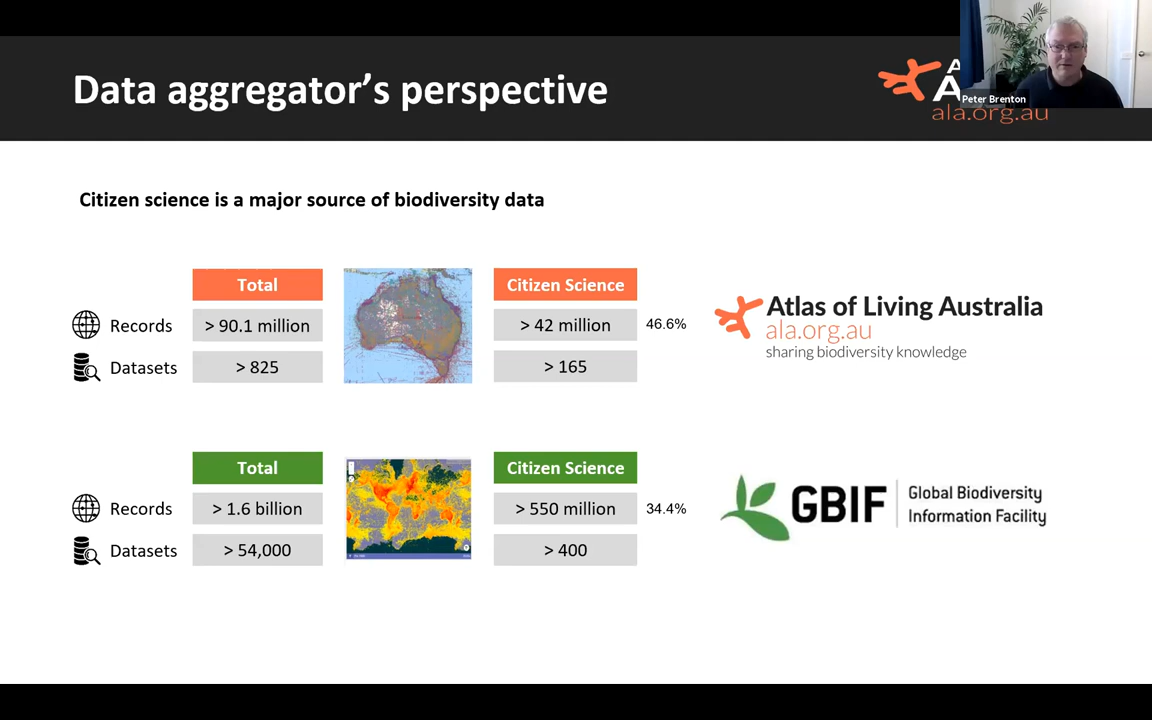 Data aggregator's perspective
Peter Brenton
ala.org.au
Citizen science is a major source of biodiversity data
Total
Citizen Science
Records
> 90.1 million
> 42 million
46.6%
Datasets
> 825
> 165
Atlas of Living Australia
ala.org.au
sharing biodiversity knowledge
Total
Citizen Science
Records
> 1.6 billion
> 550 million
34.4%
Datasets
> 54,000
> 400
GBIF
Global Biodiversity
Information Facility